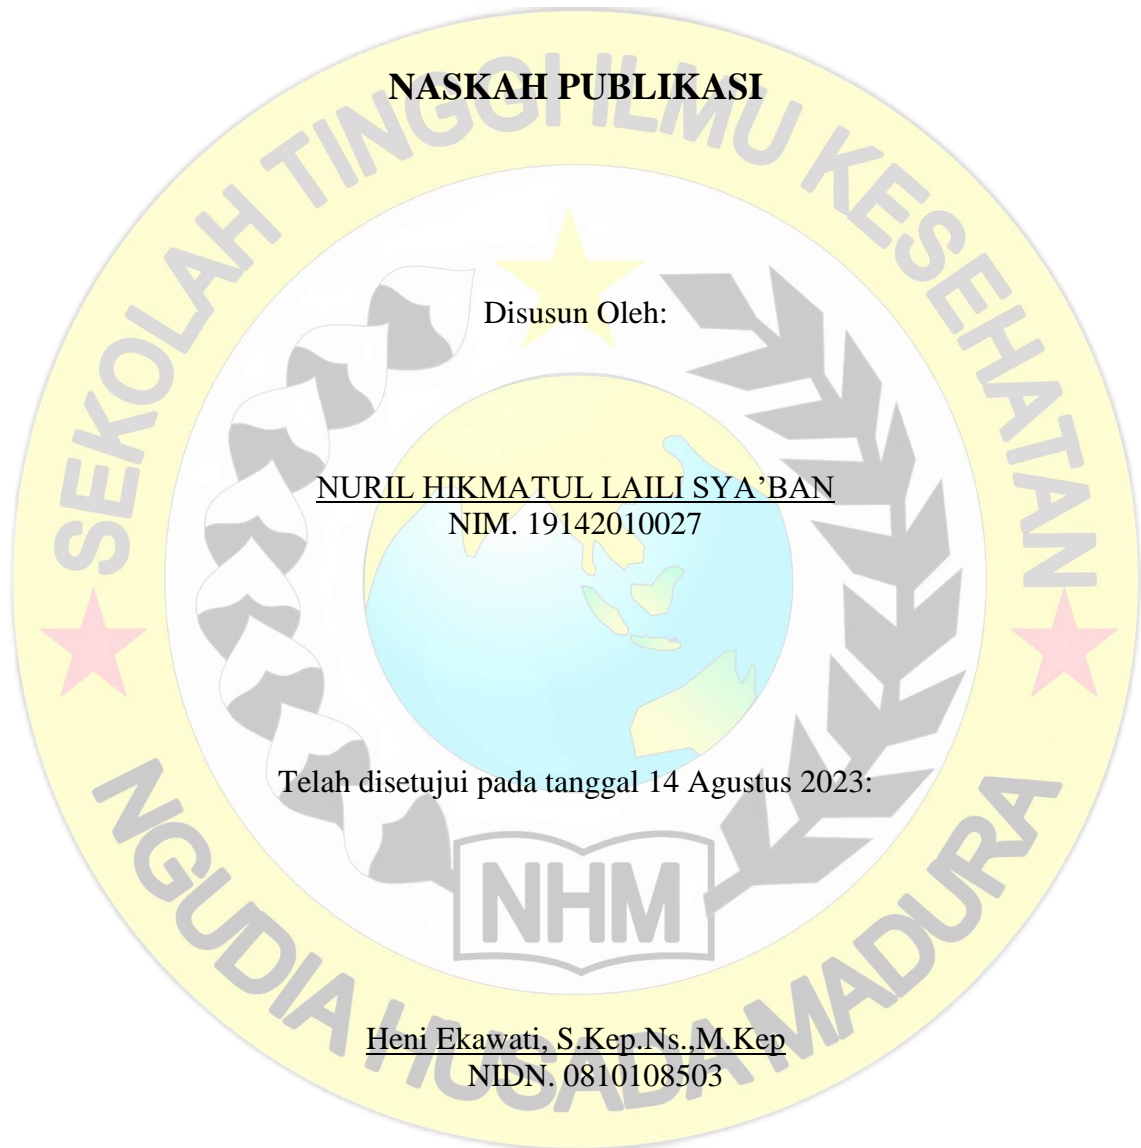 NASKAH PUBLIKASI
Disusun Oleh:
NURIL HIKMATUL LAILI SYA’BAN
NIM. 19142010027
Telah disetujui pada tanggal 14 Agustus 2023:
Heni Ekawati, S.Kep.Ns.,M.Kep
NIDN. 0810108503
SEKOLAH TINGGI ILMU KESEHATAN
NGUDIA HUSADA MADURA
NHM